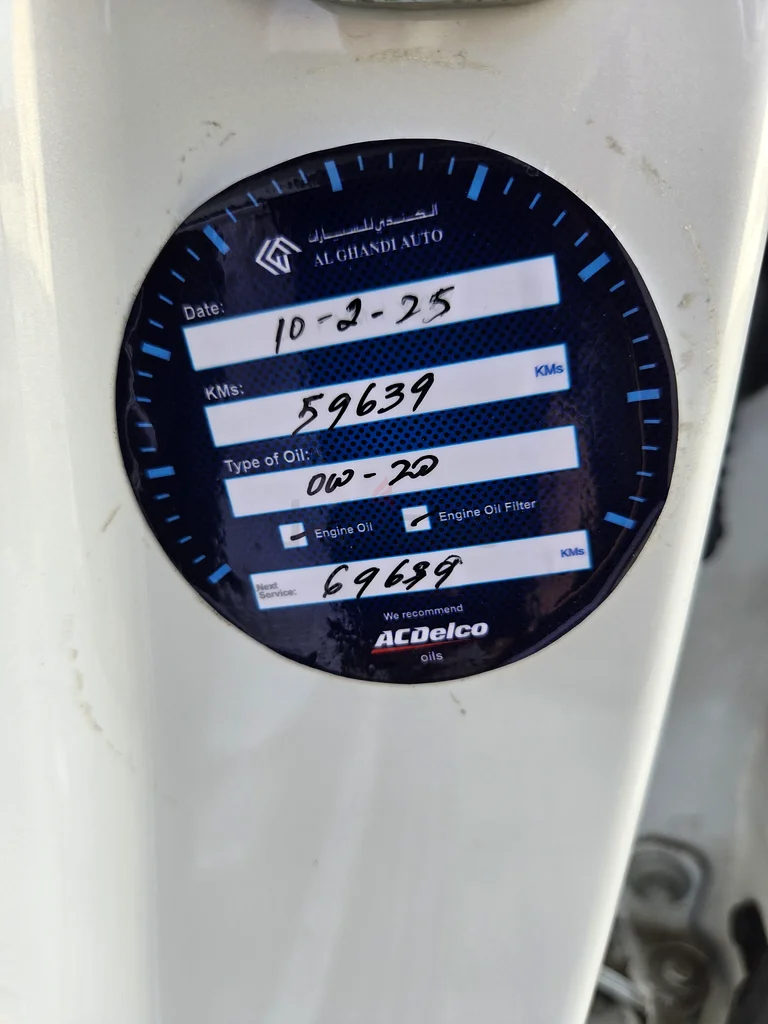 الغندي للسيارات
AL GHANDI AUTO
Date:
10-2-25
KMs:
59639 KMs
Type of Oil:
0W-20
Engine Oil Engine Oil Filter
Next Service: 69639 KMs
We recommend
ACDelco
oils